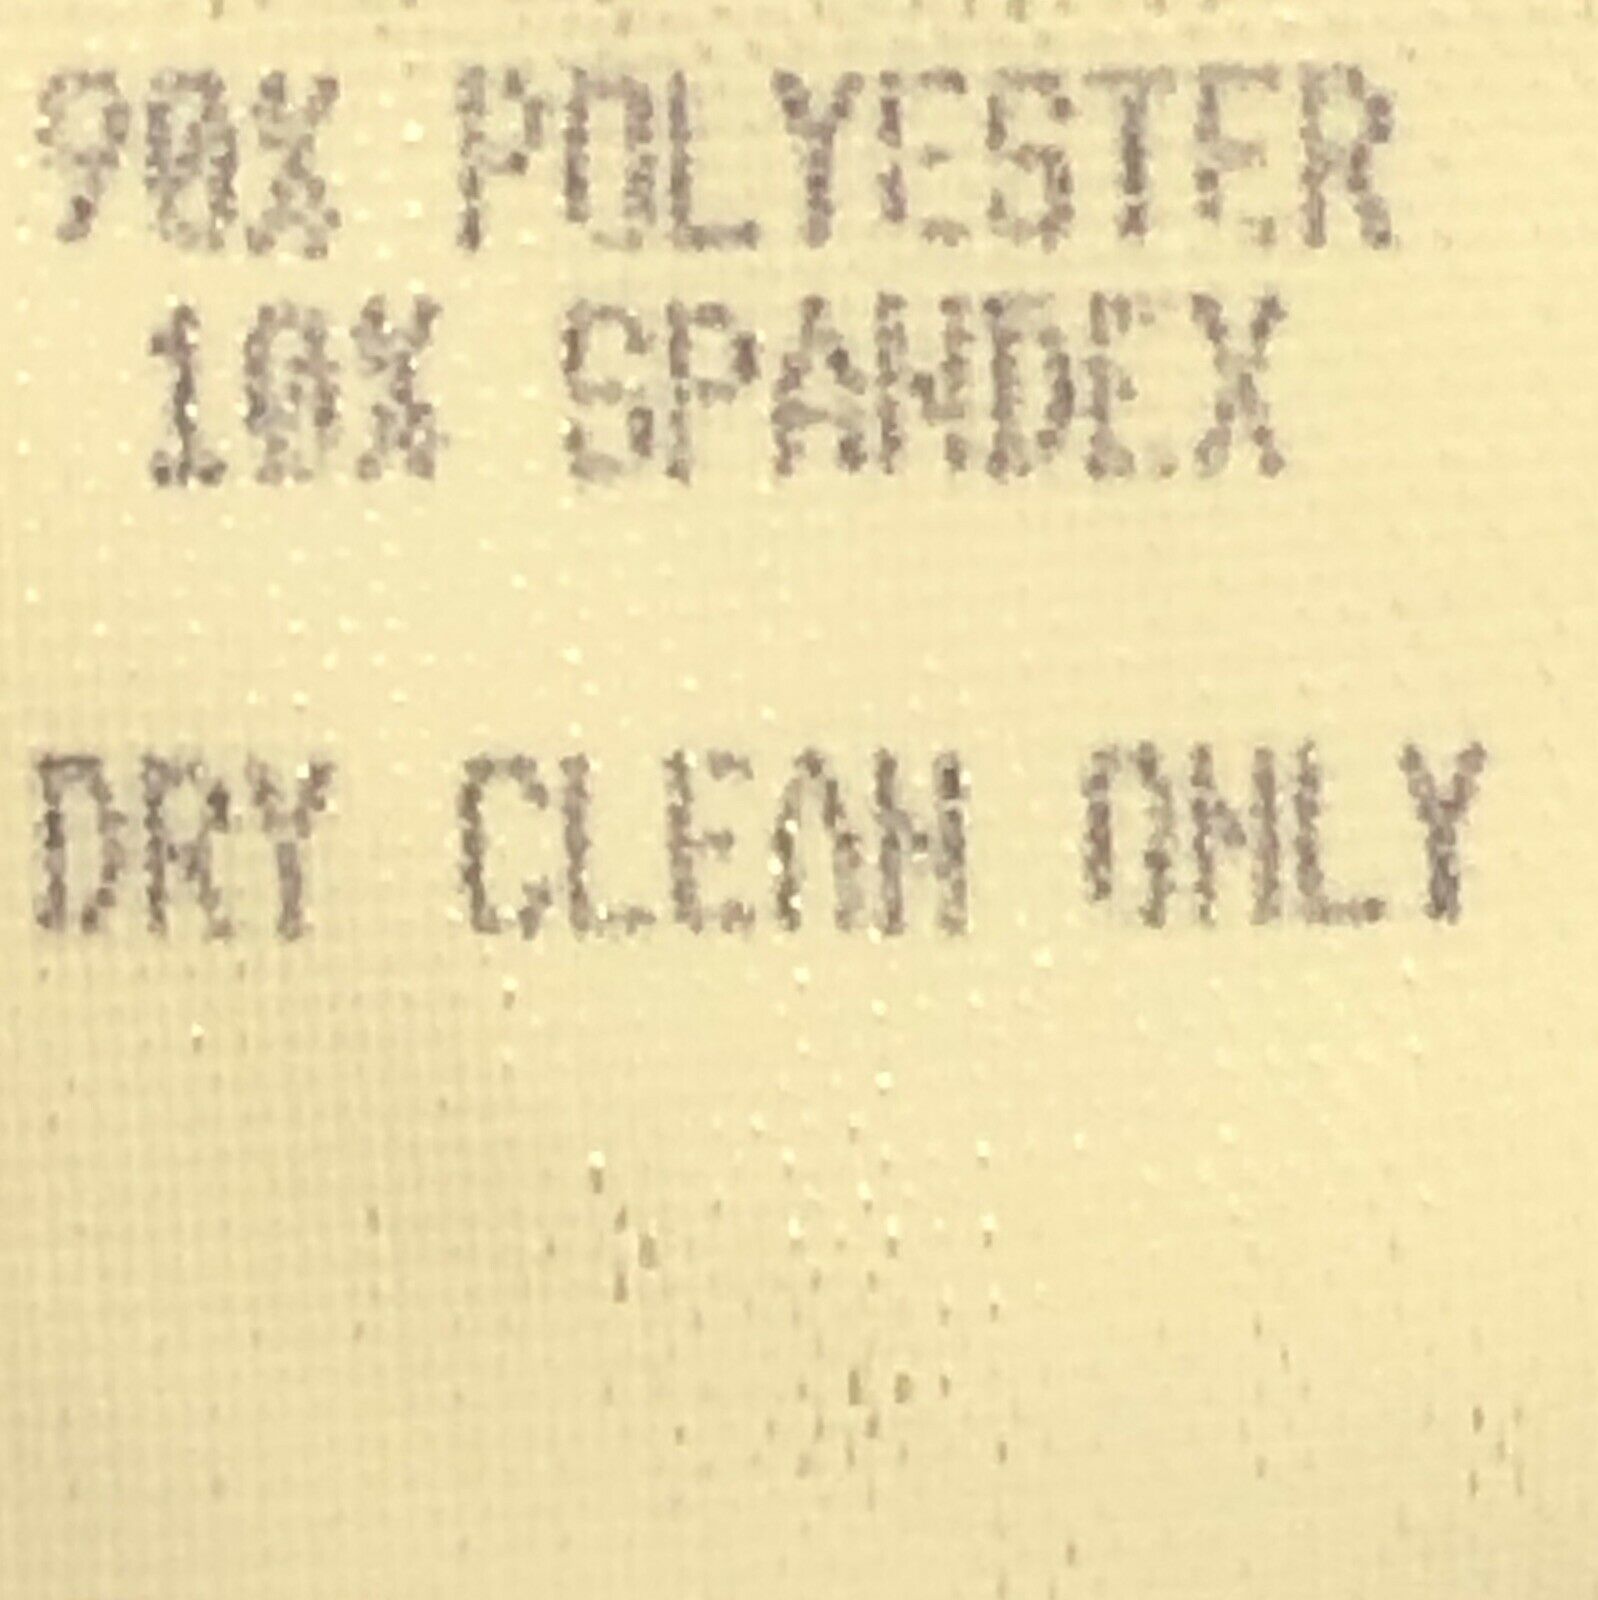 90% POLYESTER
10% SPANDEX
DRY CLEAN ONLY